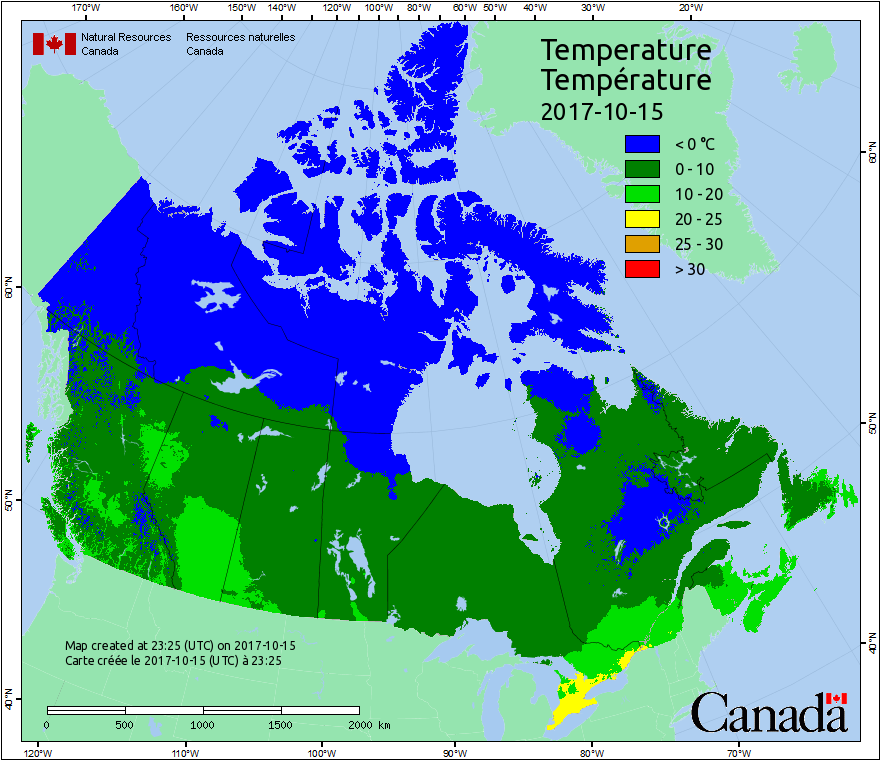 170°W 160°W 150°W 140°W 120°W 100°W 80°W 60°W 50°W 40°W 30°W 20°W
Natural Resources Ressources naturelles
Canada Canada
Temperature
Température
2017-10-15
< 0 °C
0 - 10
10 - 20
20 - 25
25 - 30
> 30
60°N
60°N
50°N
50°N
40°N
40°N
Map created at 23:25 (UTC) on 2017-10-15
Carte créée le 2017-10-15 (UTC) à 23:25
0 500 1000 1500 2000 km
Canada
120°W 110°W 100°W 90°W 80°W 70°W